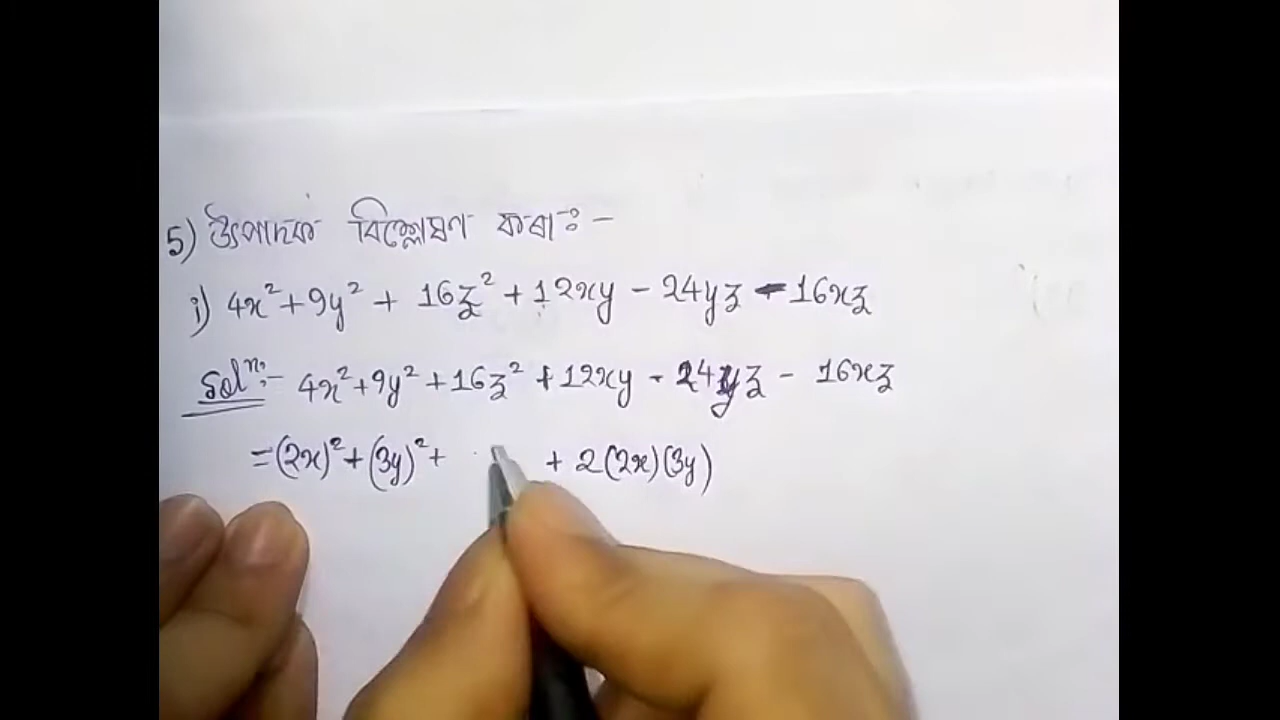 5) উৎপাদক বিশ্লেষণ কৰাঃ-
i) 4x² + 9y² + 16z² + 12xy - 24yz - 16xz
Solⁿ:- 4x² + 9y² + 16z² + 12xy - 24yz - 16xz
= (2x)² + (3y)² + + 2(2x)(3y)